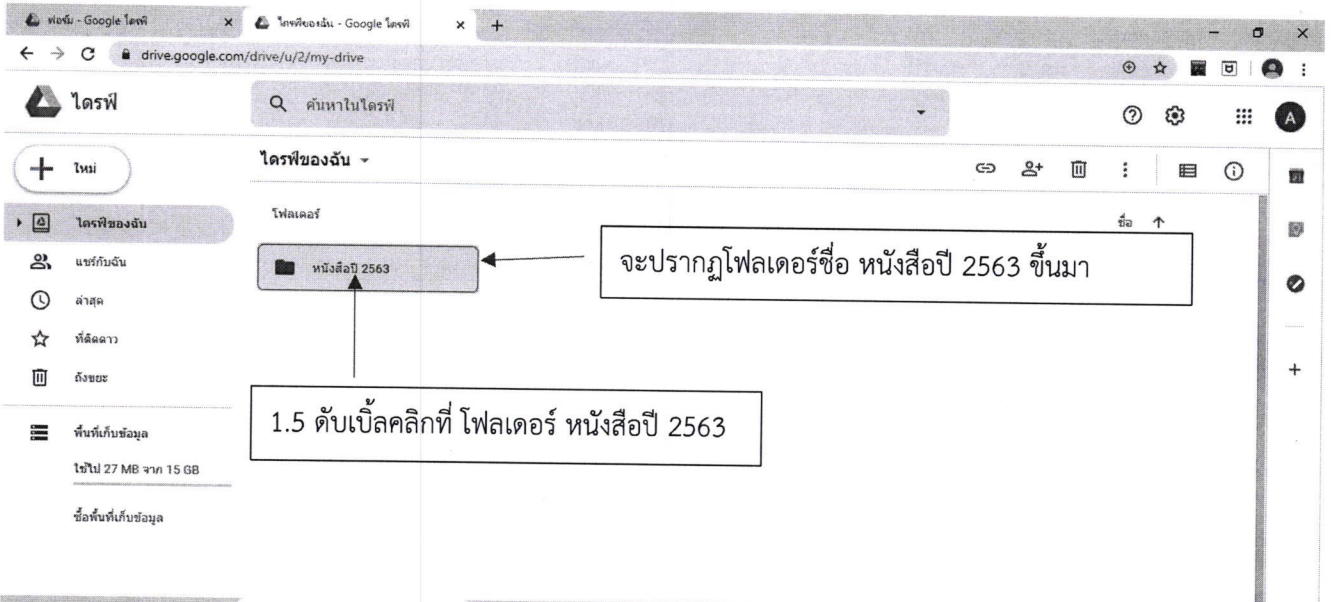 ฟอร์ม - Google ไดรฟ์
ไดรฟ์ของฉัน - Google ไดรฟ์
drive.google.com/drive/u/2/my-drive
ไดรฟ์
ค้นหาในไดรฟ์
A
ใหม่
ไดรฟ์ของฉัน
ไดรฟ์ของฉัน
โฟลเดอร์
ชื่อ
แชร์กับฉัน
หนังสือปี 2563
จะปรากฏโฟลเดอร์ชื่อ หนังสือปี 2563 ขึ้นมา
ล่าสุด
ที่ติดดาว
ถังขยะ
1.5 ดับเบิ้ลคลิกที่ โฟลเดอร์ หนังสือปี 2563
พื้นที่เก็บข้อมูล
ใช้ไป 27 MB จาก 15 GB
ซื้อพื้นที่เก็บข้อมูล